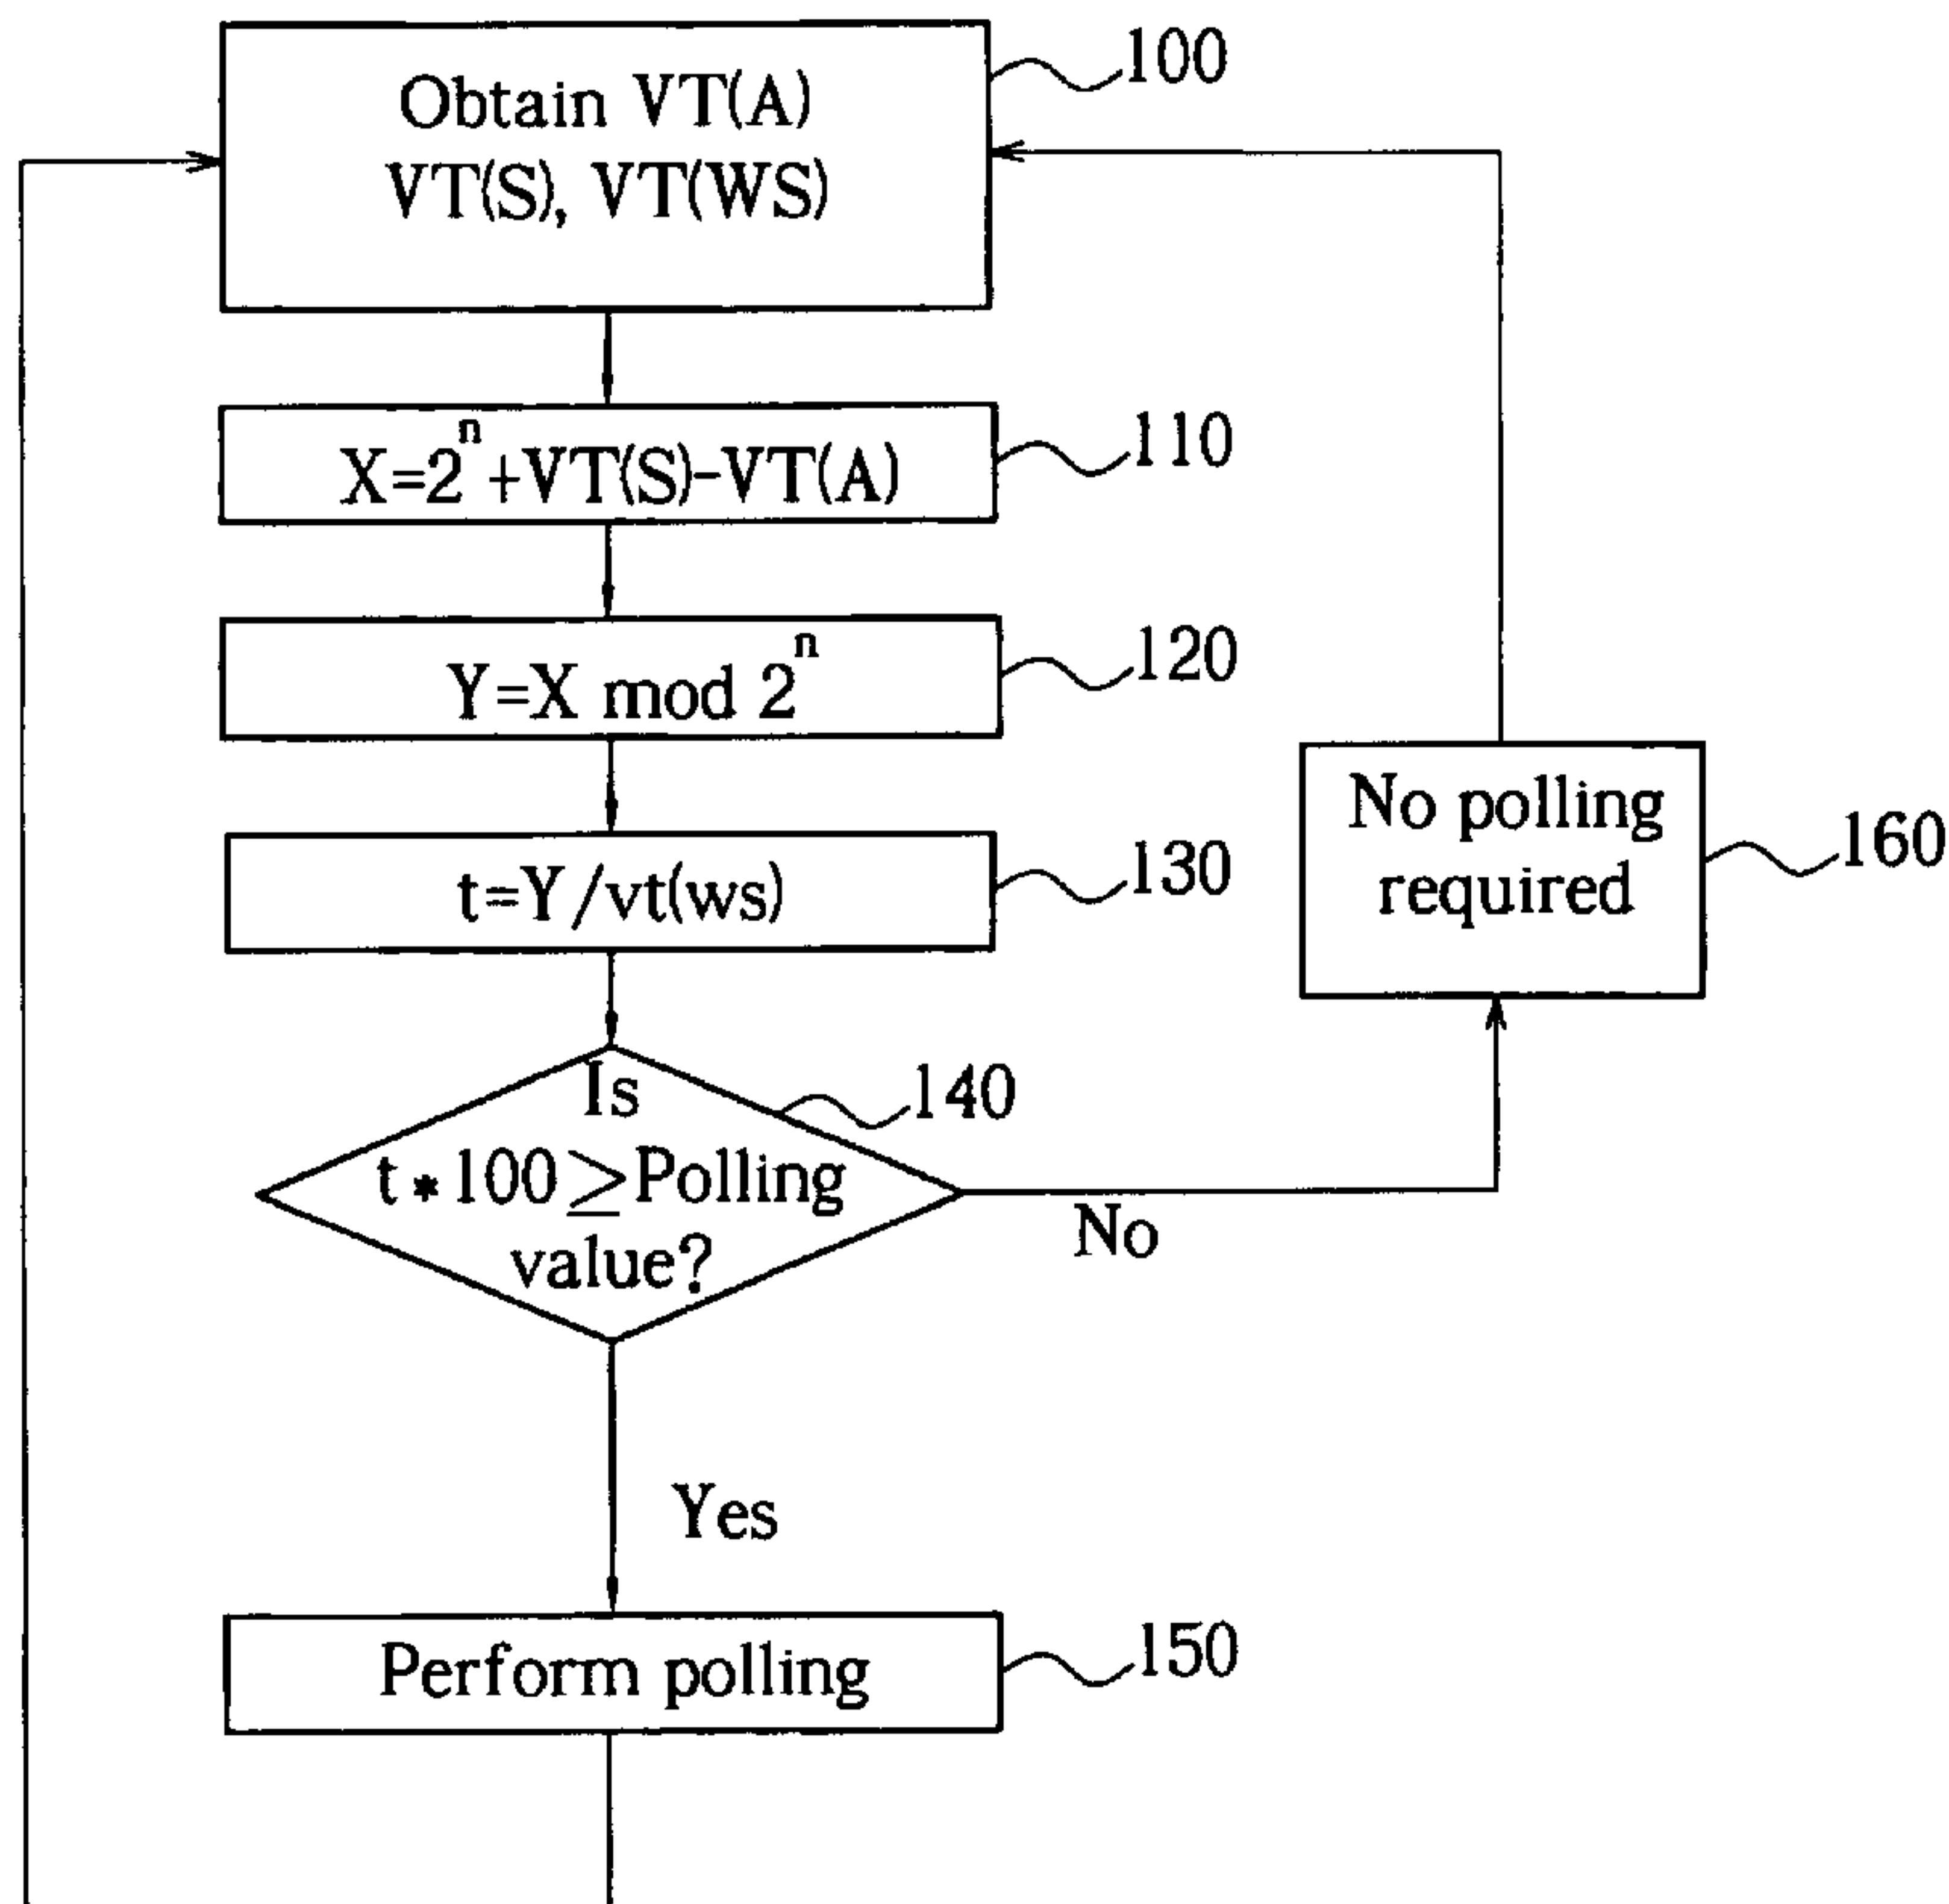 Obtain VT(A)
VT(S), VT(WS)
100
X=2ⁿ+VT(S)-VT(A)
110
Y=X mod 2ⁿ
120
t=Y/vt(ws)
130
No polling
required
160
Is
t*100≥Polling
value?
140
No
Yes
Perform polling
150